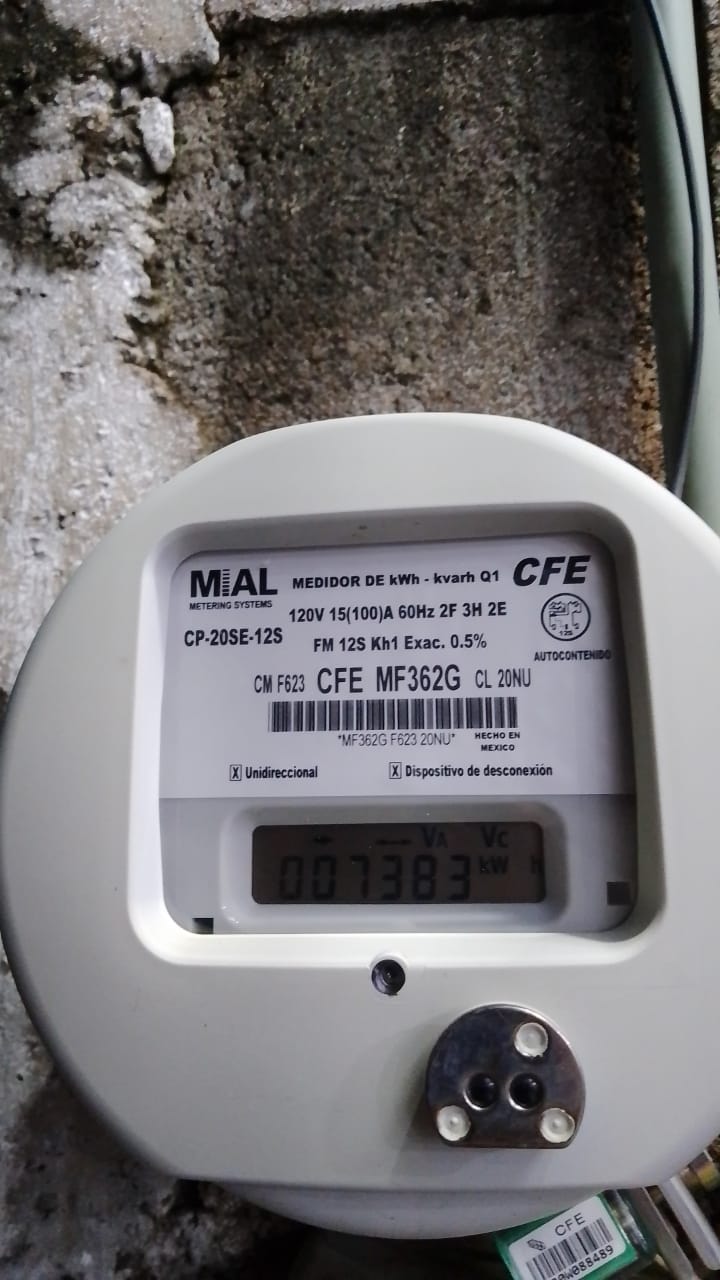 MIAL
METERING SYSTEMS
MEDIDOR DE kWh - kvarh Q1
CFE
120V 15(100)A 60Hz 2F 3H 2E
CP-20SE-12S
FM 12S Kh1 Exac. 0.5%
12S
AUTOCONTENIDO
CM F623 CFE MF362G CL 20NU
*MF362G F623 20NU*
HECHO EN
MEXICO
X Unidireccional
X Dispositivo de desconexión
VA VC
007383 kW h
CFE